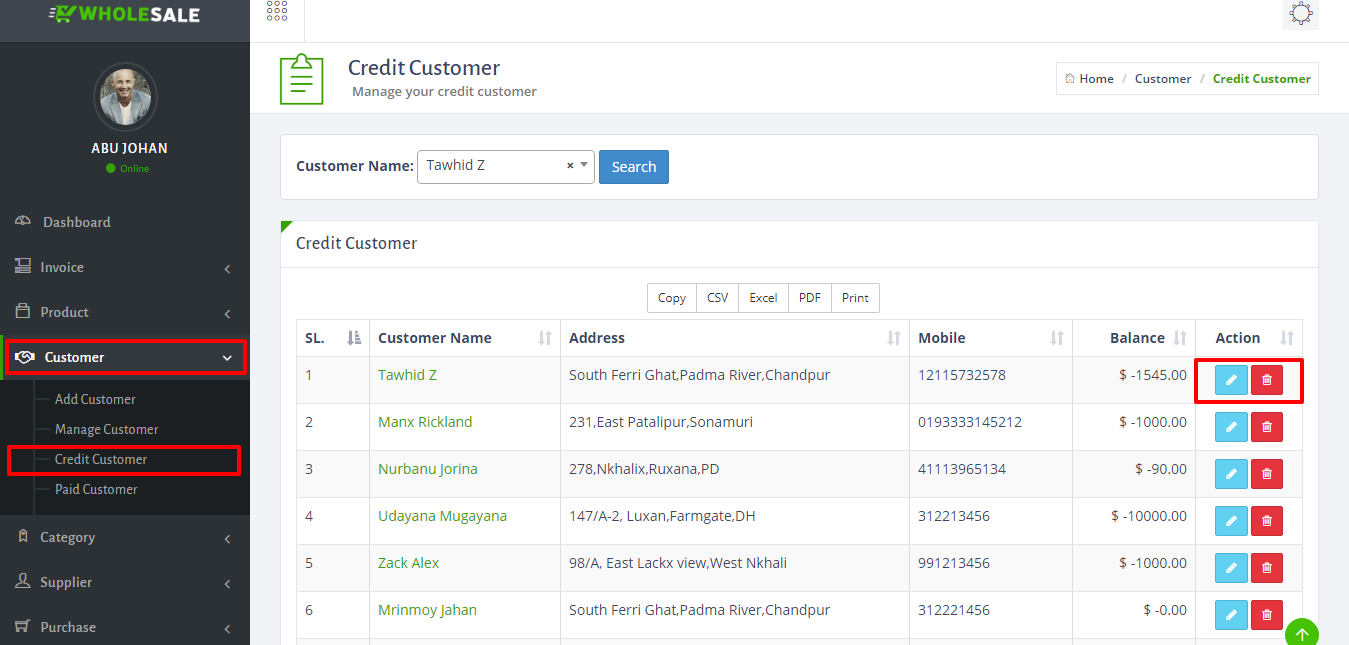 WHOLESALE
ABU JOHAN
Online
Dashboard
Invoice
Product
Customer
Add Customer
Manage Customer
Credit Customer
Paid Customer
Category
Supplier
Purchase
Credit Customer
Manage your credit customer
Home / Customer / Credit Customer
Customer Name: Tawhid Z × Search
Credit Customer
Copy CSV Excel PDF Print
SL. Customer Name Address Mobile Balance Action
1 Tawhid Z South Ferri Ghat,Padma River,Chandpur 12115732578 $ -1545.00
2 Manx Rickland 231,East Patalipur,Sonamuri 0193333145212 $ -1000.00
3 Nurbanu Jorina 278,Nkhalix,Ruxana,PD 41113965134 $ -90.00
4 Udayana Mugayana 147/A-2, Luxan,Farmgate,DH 312213456 $ -10000.00
5 Zack Alex 98/A, East Lackx view,West Nkhali 991213456 $ -1000.00
6 Mrinmoy Jahan South Ferri Ghat,Padma River,Chandpur 312221456 $ -0.00